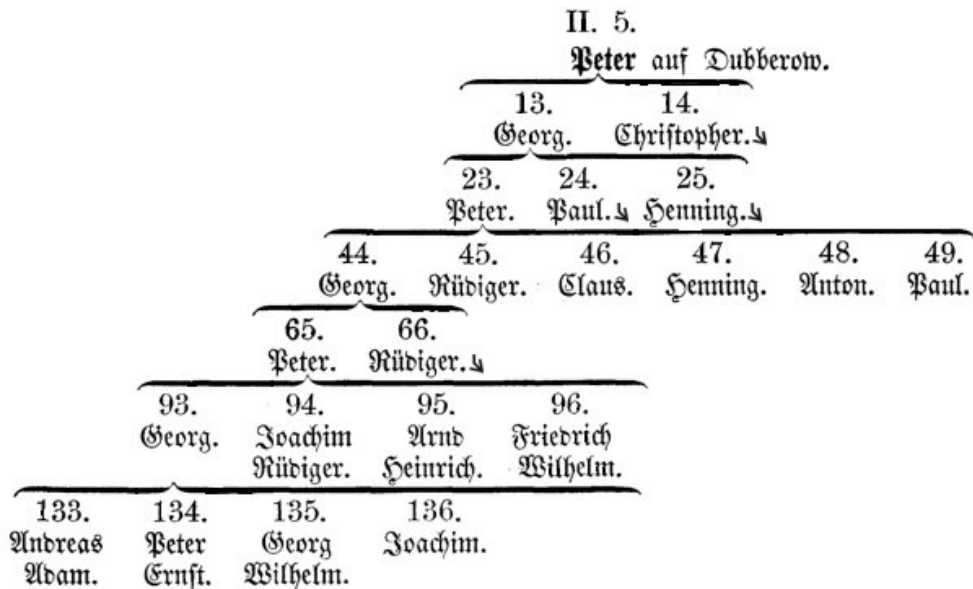 II. 5.
Peter auf Dubberow.
13. 14.
Georg. Christopher.
23. 24. 25.
Peter. Paul. Henning.
44. 45. 46. 47. 48. 49.
Georg. Rüdiger. Claus. Henning. Anton. Paul.
65. 66.
Peter. Rüdiger.
93. 94. 95. 96.
Georg. Joachim Arnd Friedrich
Rüdiger. Heinrich. Wilhelm.
133. 134. 135. 136.
Andreas Peter Georg Joachim.
Adam. Ernst. Wilhelm.